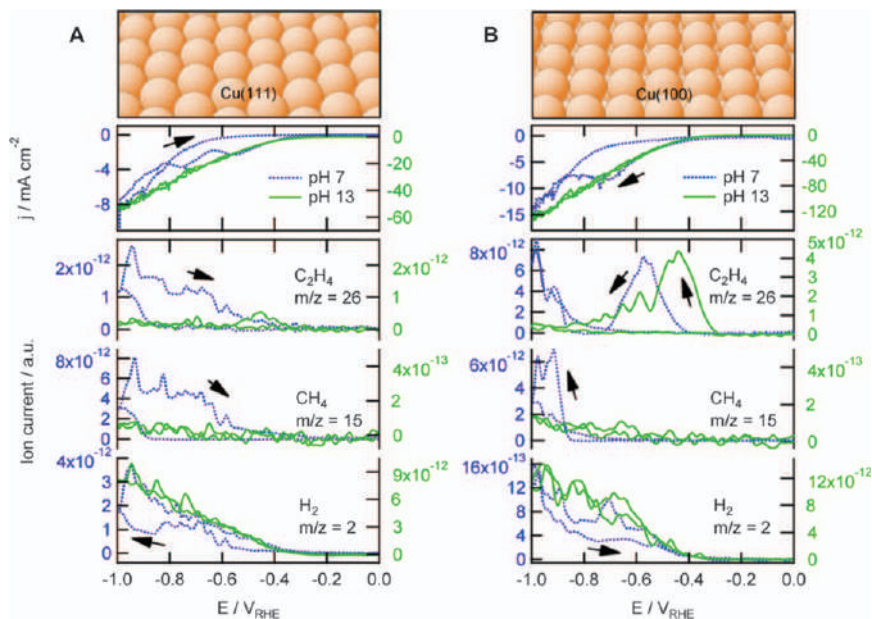 A
Cu(111)
B
Cu(100)
j / mA cm⁻²
0
-2
-4
-6
-8
0
-20
-40
-60
pH 7
pH 13
0
-5
-10
-15
0
-40
-80
-120
pH 7
pH 13
Ion current / a.u.
2x10⁻¹²
1
0
2x10⁻¹²
1
0
C₂H₄
m/z = 26
8x10⁻¹²
6
4
2
0
5x10⁻¹²
4
3
2
1
0
C₂H₄
m/z = 26
8x10⁻¹²
6
4
2
0
4x10⁻¹³
2
0
CH₄
m/z = 15
6x10⁻¹²
4
2
0
4x10⁻¹³
2
0
CH₄
m/z = 15
4x10⁻¹²
3
2
1
0
9x10⁻¹²
6
3
0
H₂
m/z = 2
16x10⁻¹³
12
8
4
0
12x10⁻¹²
8
4
0
H₂
m/z = 2
-1.0 -0.8 -0.6 -0.4 -0.2 0.0
E / V_RHE
-1.0 -0.8 -0.6 -0.4 -0.2 0.0
E / V_RHE